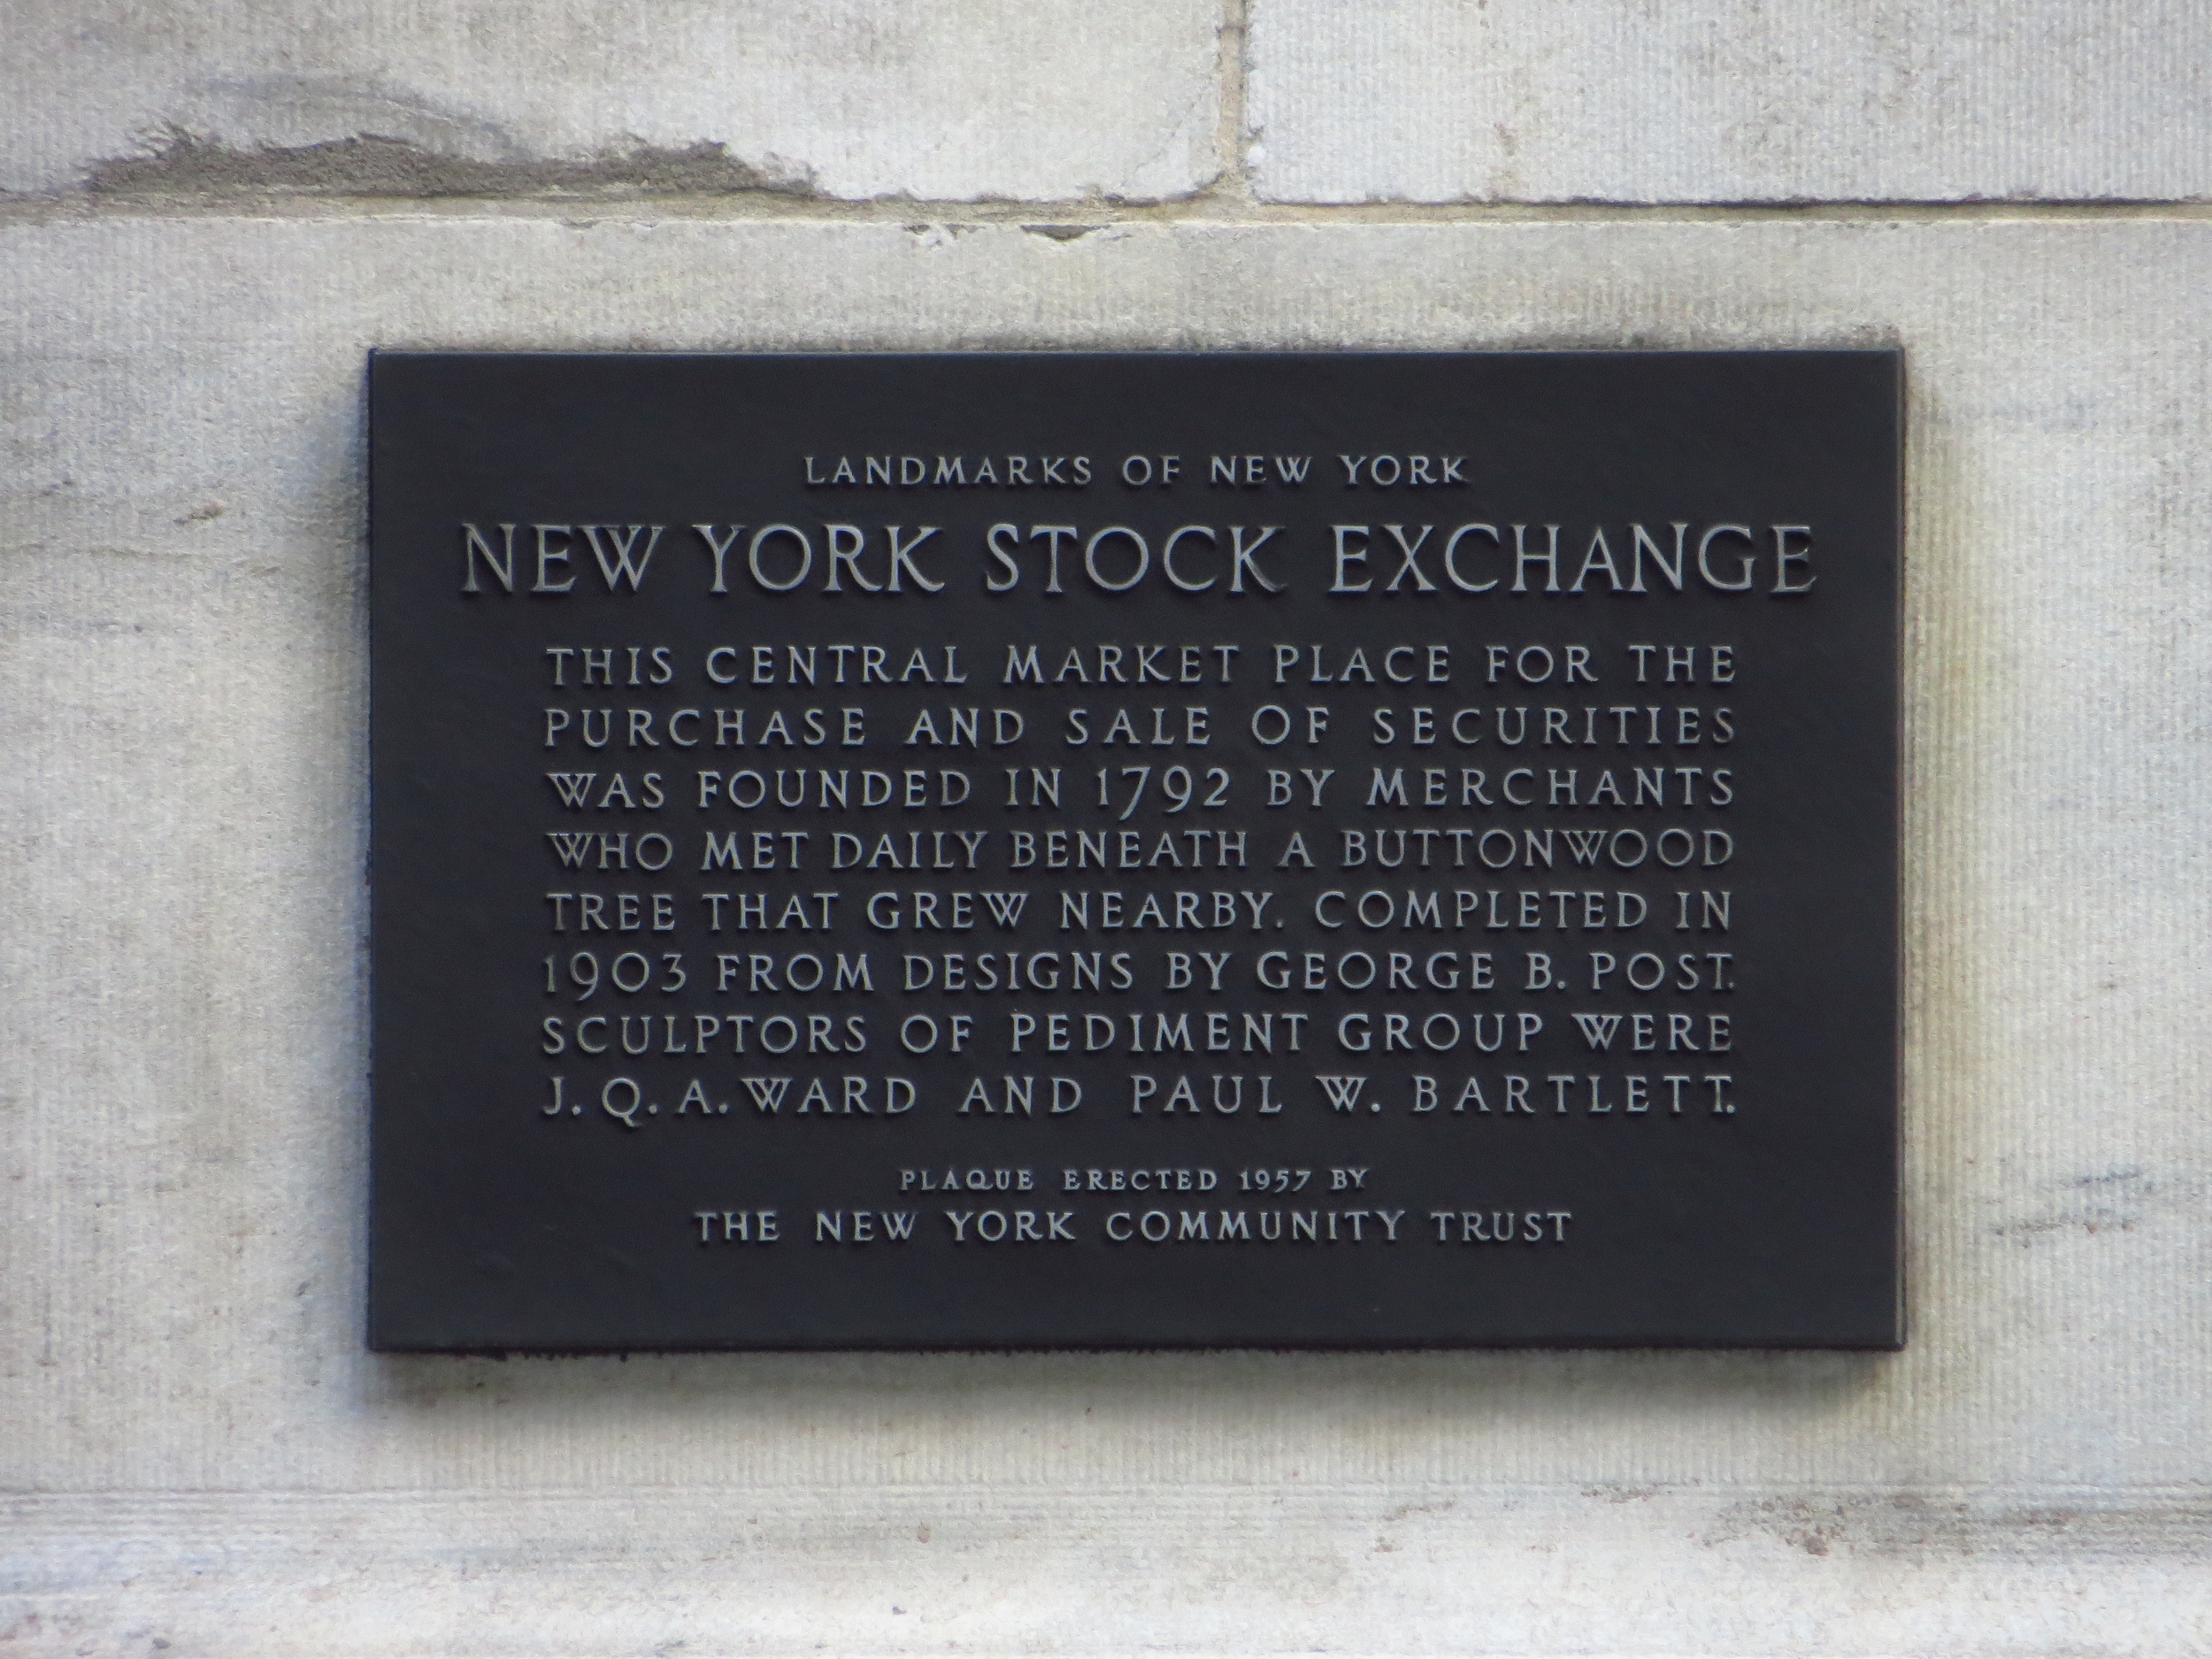 LANDMARKS OF NEW YORK
NEW YORK STOCK EXCHANGE
THIS CENTRAL MARKET PLACE FOR THE
PURCHASE AND SALE OF SECURITIES
WAS FOUNDED IN 1792 BY MERCHANTS
WHO MET DAILY BENEATH A BUTTONWOOD
TREE THAT GREW NEARBY. COMPLETED IN
1903 FROM DESIGNS BY GEORGE B. POST.
SCULPTORS OF PEDIMENT GROUP WERE
J. Q. A. WARD AND PAUL W. BARTLETT.
PLAQUE ERECTED 1957 BY
THE NEW YORK COMMUNITY TRUST